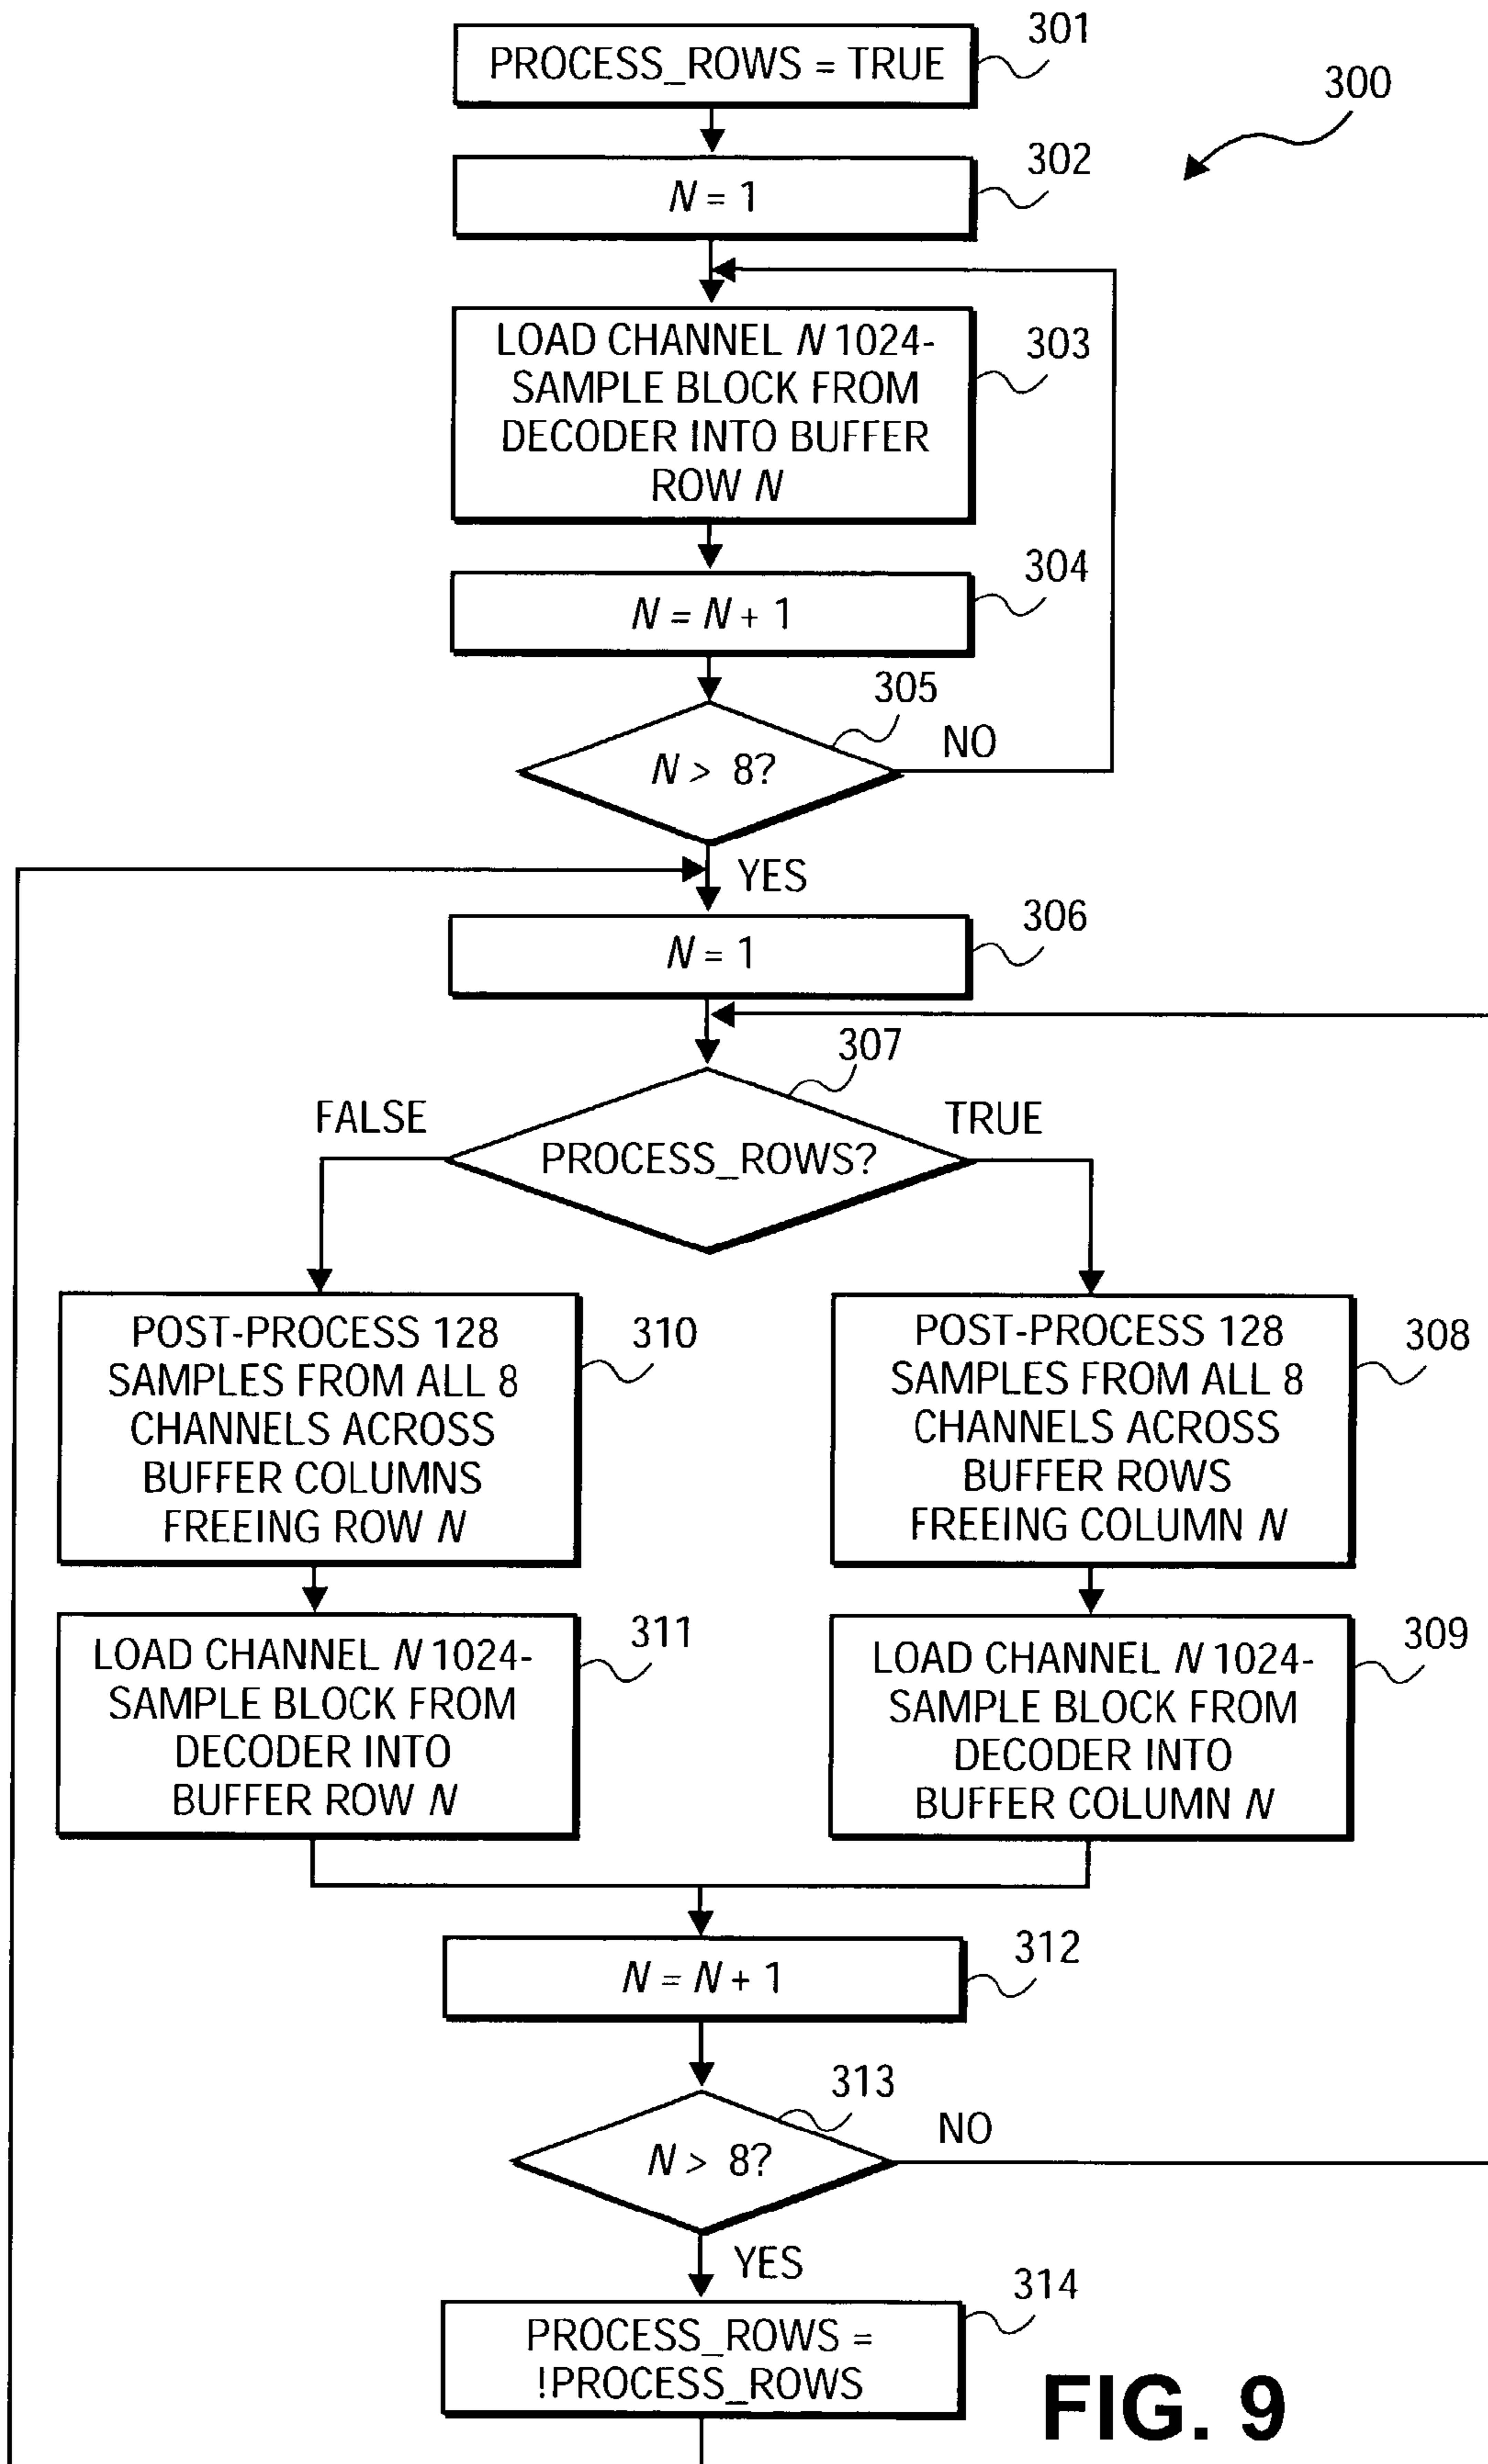 PROCESS_ROWS = TRUE
301
300
N = 1
302
LOAD CHANNEL N 1024-
SAMPLE BLOCK FROM
DECODER INTO BUFFER
ROW N
303
N = N + 1
304
305
N > 8?
NO
YES
N = 1
306
307
FALSE
PROCESS_ROWS?
TRUE
POST-PROCESS 128
SAMPLES FROM ALL 8
CHANNELS ACROSS
BUFFER COLUMNS
FREEING ROW N
310
POST-PROCESS 128
SAMPLES FROM ALL 8
CHANNELS ACROSS
BUFFER ROWS
FREEING COLUMN N
308
LOAD CHANNEL N 1024-
SAMPLE BLOCK FROM
DECODER INTO
BUFFER ROW N
311
LOAD CHANNEL N 1024-
SAMPLE BLOCK FROM
DECODER INTO
BUFFER COLUMN N
309
N = N + 1
312
313
N > 8?
NO
YES
314
PROCESS_ROWS =
!PROCESS_ROWS
FIG. 9